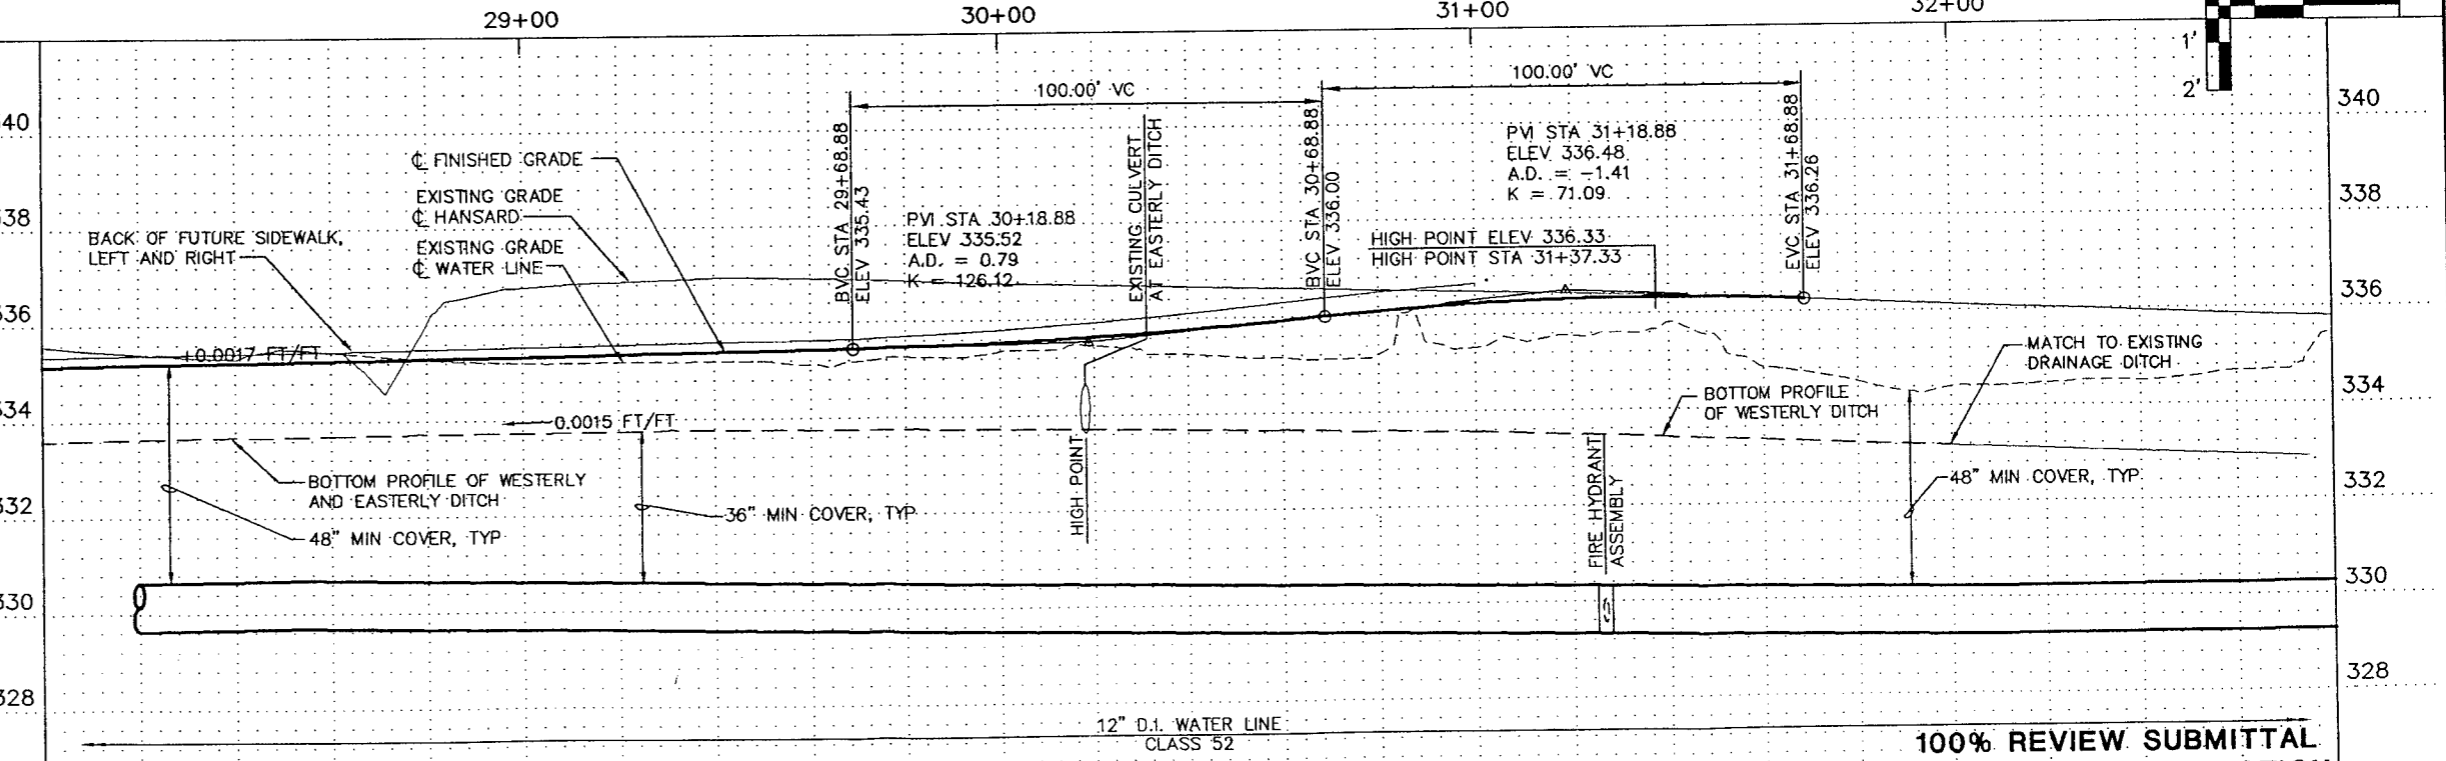 29+00
30+00
31+00
32+00
1'
2'
100.00' VC
100.00' VC
340
338
336
334
332
330
328
℄ FINISHED GRADE
EXISTING GRADE
℄ HANSARD
EXISTING GRADE
℄ WATER LINE
BACK OF FUTURE SIDEWALK,
LEFT AND RIGHT
+0.0017 FT/FT
BVC STA 29+68.88
ELEV 335.43
PVI STA 30+18.88
ELEV 335.52
A.D. = 0.79
K = 126.12
EXISTING CULVERT
AT EASTERLY DITCH
BVC STA 30+68.88
ELEV 336.00
PVI STA 31+18.88
ELEV 336.48
A.D. = -1.41
K = 71.09
HIGH POINT ELEV 336.33
HIGH POINT STA 31+37.33
EVC STA 31+68.88
ELEV 336.26
MATCH TO EXISTING
DRAINAGE DITCH
BOTTOM PROFILE
OF WESTERLY DITCH
0.0015 FT/FT
BOTTOM PROFILE OF WESTERLY
AND EASTERLY DITCH
48" MIN COVER, TYP
36" MIN COVER, TYP
HIGH POINT
FIRE HYDRANT
ASSEMBLY
48" MIN COVER, TYP
340
338
336
334
332
330
328
12" D.I. WATER LINE
CLASS 52
100% REVIEW SUBMITTAL